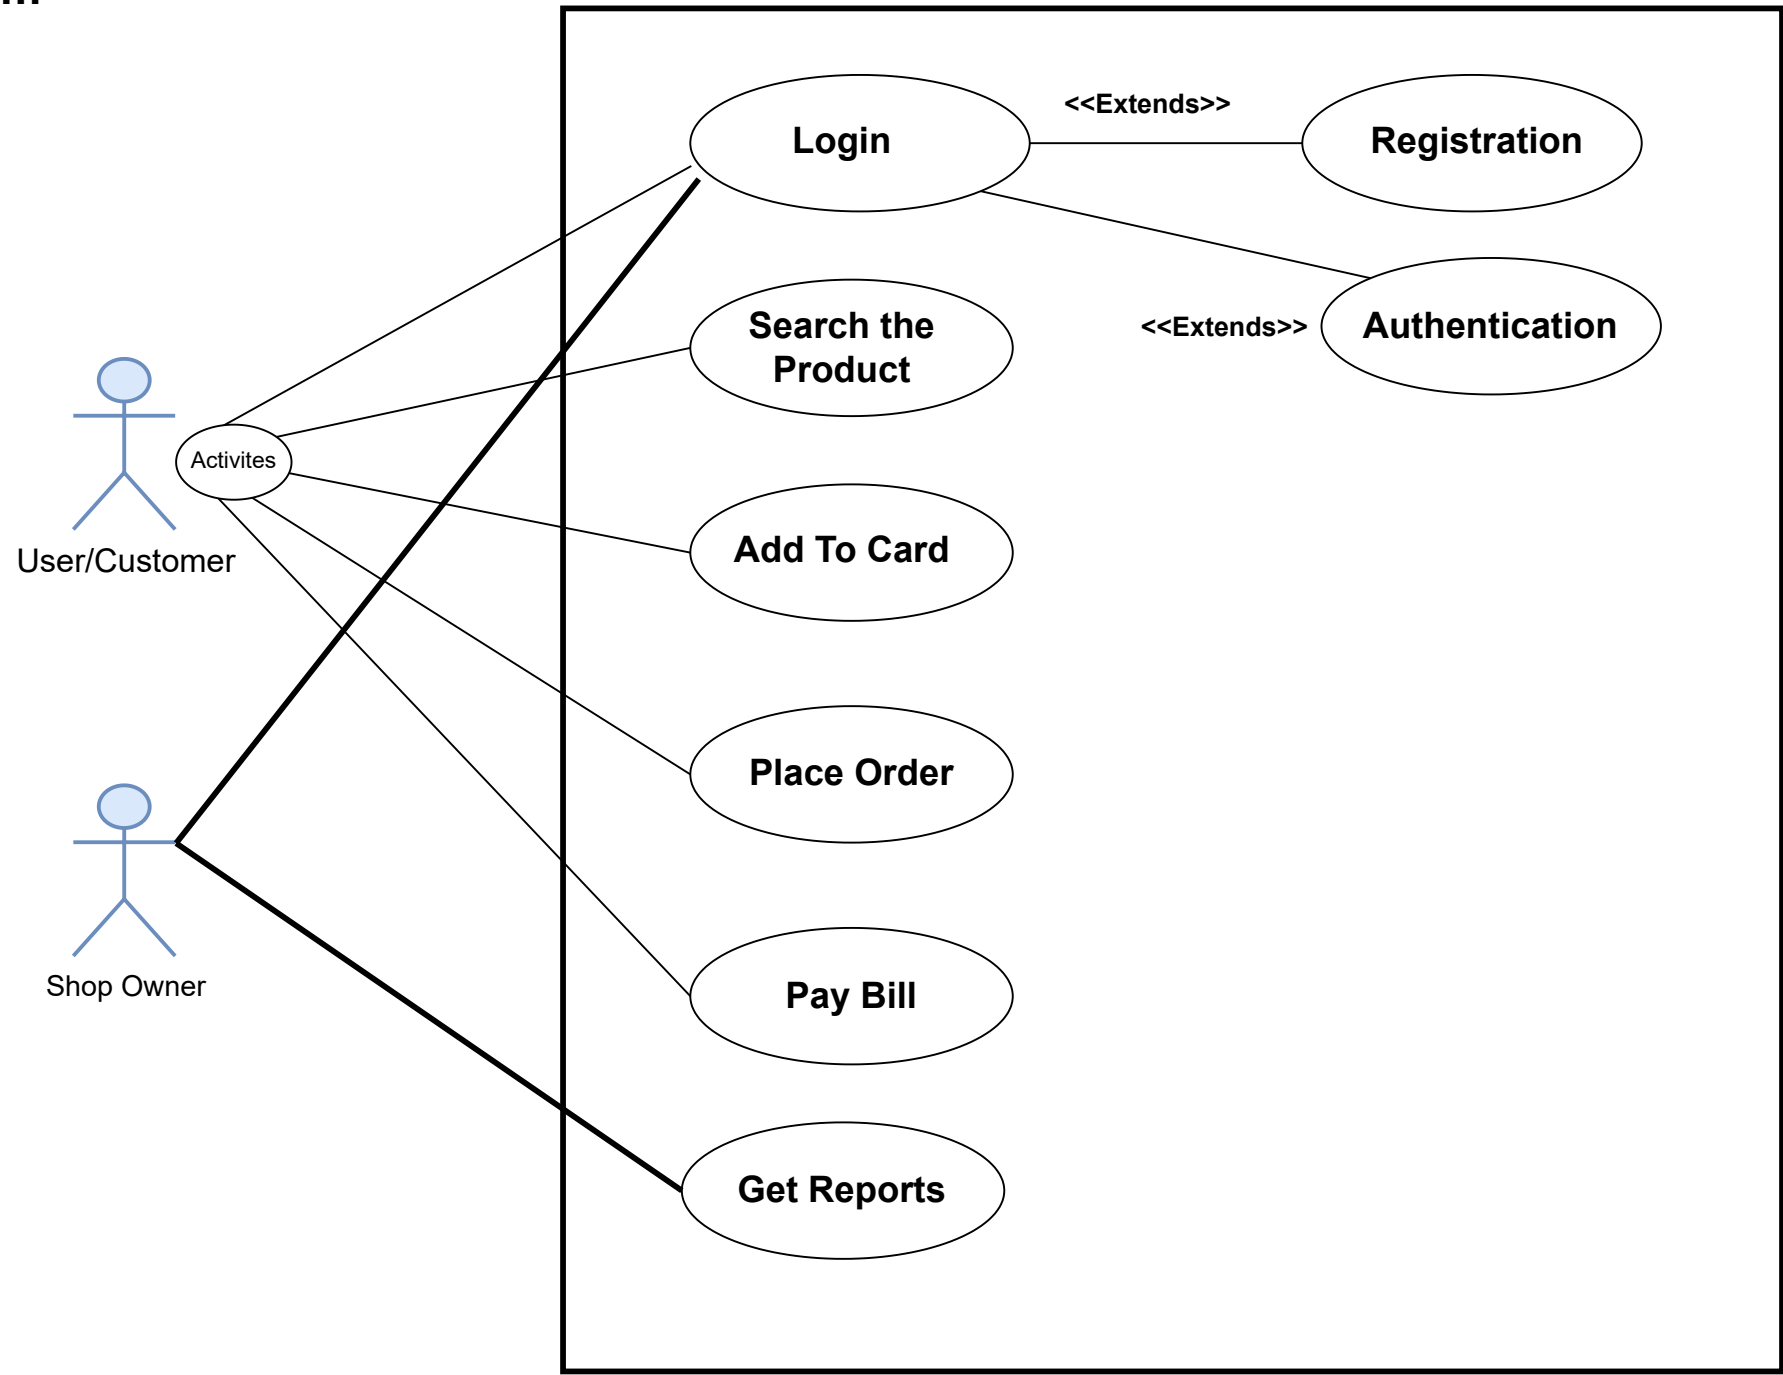 <<Extends>>
Login
Registration
Search the
Product
<<Extends>>
Authentication
Activites
User/Customer
Add To Card
Place Order
Shop Owner
Pay Bill
Get Reports